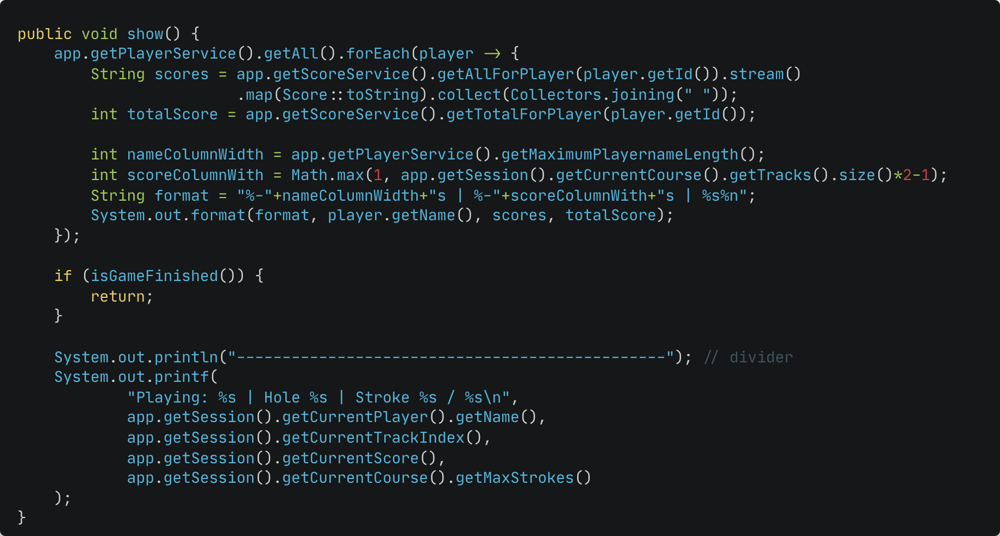 public void show() {
    app.getPlayerService().getAll().forEach(player -> {
        String scores = app.getScoreService().getAllForPlayer(player.getId()).stream()
                        .map(Score::toString).collect(Collectors.joining(" "));
        int totalScore = app.getScoreService().getTotalForPlayer(player.getId());

        int nameColumnWidth = app.getPlayerService().getMaximumPlayernameLength();
        int scoreColumnWith = Math.max(1, app.getSession().getCurrentCourse().getTracks().size()*2-1);
        String format = "%-"+nameColumnWidth+"s | %-"+scoreColumnWith+"s | %s%n";
        System.out.format(format, player.getName(), scores, totalScore);
    });

    if (isGameFinished()) {
        return;
    }

    System.out.println("-----------------------------------------------"); // divider
    System.out.printf(
            "Playing: %s | Hole %s | Stroke %s / %s\n",
            app.getSession().getCurrentPlayer().getName(),
            app.getSession().getCurrentTrackIndex(),
            app.getSession().getCurrentScore(),
            app.getSession().getCurrentCourse().getMaxStrokes()
    );
}